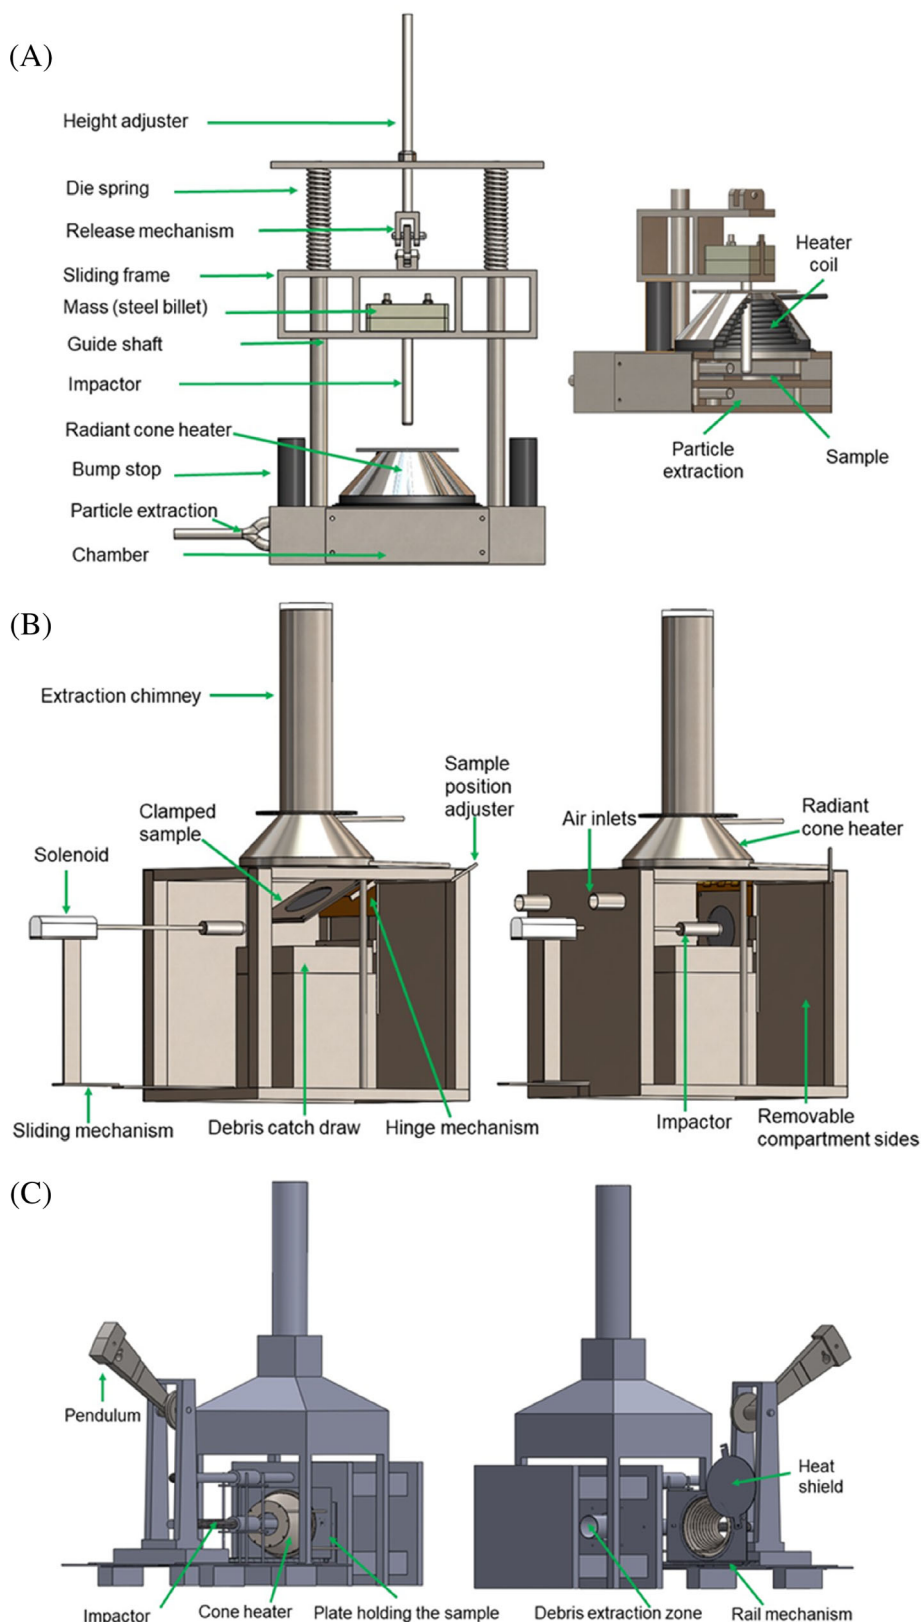 (A)
Height adjuster
Die spring
Release mechanism
Sliding frame
Mass (steel billet)
Guide shaft
Impactor
Radiant cone heater
Bump stop
Particle extraction
Chamber
Heater
coil
Particle
extraction
Sample
(B)
Extraction chimney
Clamped
sample
Solenoid
Sample
position
adjuster
Sliding mechanism
Debris catch draw
Hinge mechanism
Air inlets
Radiant
cone heater
Impactor
Removable
compartment sides
(C)
Pendulum
Impactor
Cone heater
Plate holding the sample
Heat
shield
Debris extraction zone
Rail mechanism